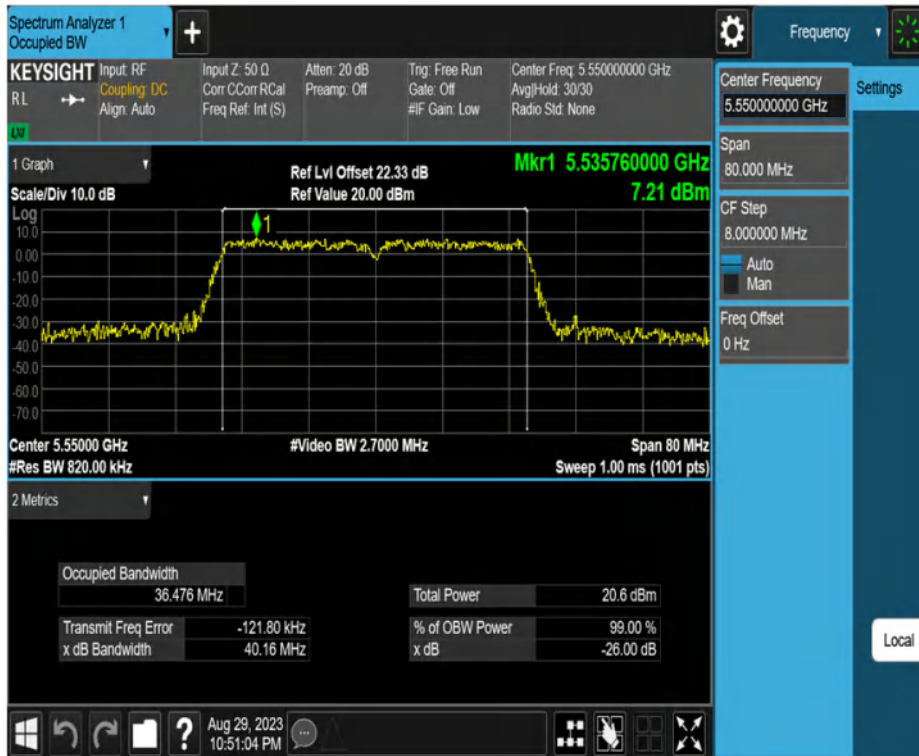 Spectrum Analyzer 1
Occupied BW
Frequency
KEYSIGHT
RL
LXI
Input: RF
Coupling: DC
Align: Auto
Input Z: 50 Ω
Corr CCorr RCal
Freq Ref: Int (S)
Atten: 20 dB
Preamp: Off
Trig: Free Run
Gate: Off
#IF Gain: Low
Center Freq: 5.550000000 GHz
Avg|Hold: 30/30
Radio Std: None
Center Frequency
5.550000000 GHz
Settings
Span
80.000 MHz
CF Step
8.000000 MHz
Auto
Man
Freq Offset
0 Hz
1 Graph
Scale/Div 10.0 dB
Ref Lvl Offset 22.33 dB
Ref Value 20.00 dBm
Mkr1 5.535760000 GHz
7.21 dBm
Log
1
10.0
0.00
-10.0
-20.0
-30.0
-40.0
-50.0
-60.0
-70.0
Center 5.55000 GHz
#Video BW 2.7000 MHz
Span 80 MHz
#Res BW 820.00 kHz
Sweep 1.00 ms (1001 pts)
2 Metrics
Occupied Bandwidth
36.476 MHz
Total Power 20.6 dBm
Transmit Freq Error -121.80 kHz
% of OBW Power 99.00 %
x dB Bandwidth 40.16 MHz
x dB -26.00 dB
Local
?
Aug 29, 2023
10:51:04 PM